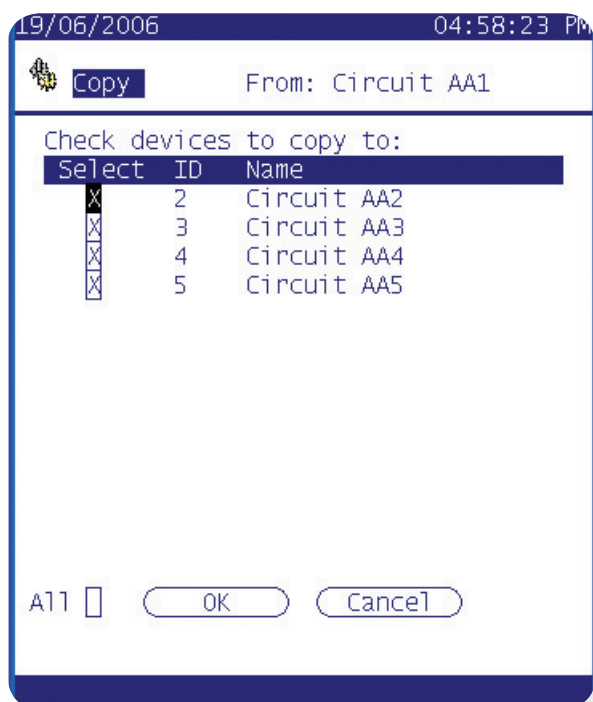 19/06/2006 04:58:23 PM
Copy From: Circuit AA1
Check devices to copy to:
Select ID Name
X 2 Circuit AA2
X 3 Circuit AA3
X 4 Circuit AA4
X 5 Circuit AA5
All OK Cancel